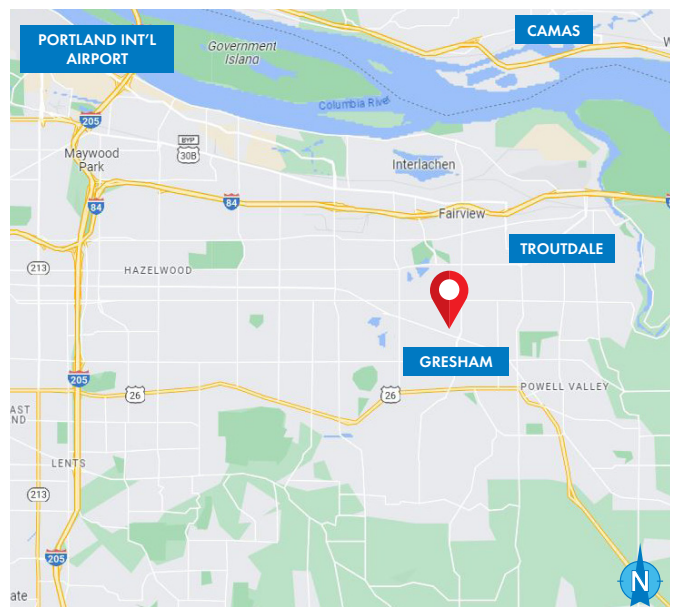 PORTLAND INT'L
AIRPORT
CAMAS
Government
Island
Columbia River
205
Maywood
Park
BYP
30B
Interlachen
84
84
Fairview
TROUTDALE
213
HAZELWOOD
GRESHAM
205
26
26
POWELL VALLEY
LENTS
213
205
N